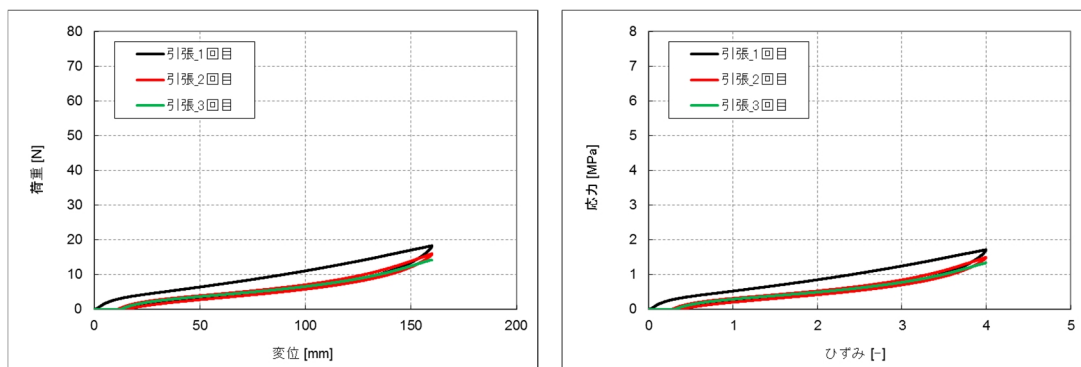 80
70
60
50
40
30
20
10
0
荷重 [N]
引張_1回目
引張_2回目
引張_3回目
0 50 100 150 200
変位 [mm]
8
7
6
5
4
3
2
1
0
応力 [MPa]
引張_1回目
引張_2回目
引張_3回目
0 1 2 3 4 5
ひずみ [-]